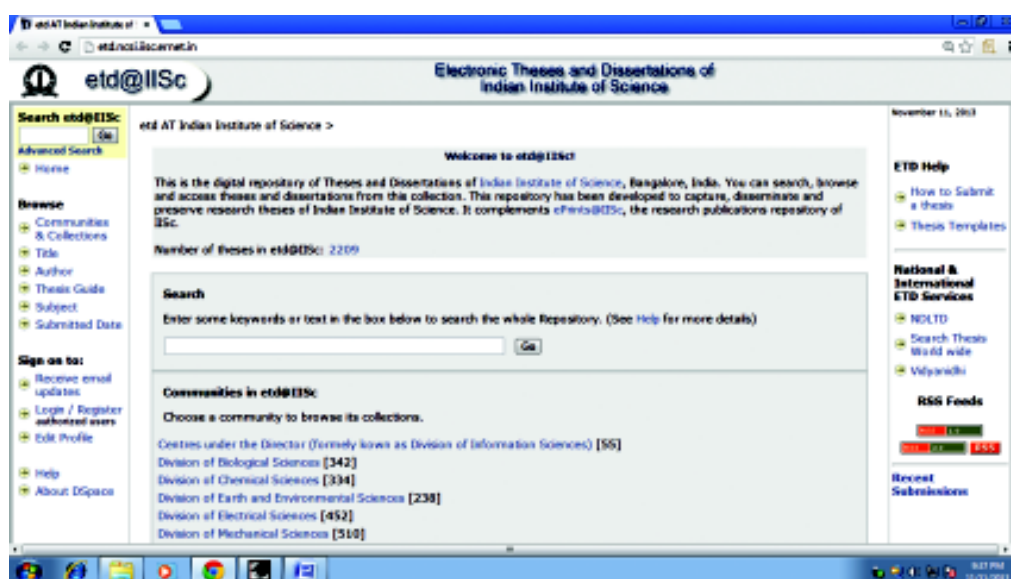 etd AT Indian Institute of
etd.ncsi.iisc.ernet.in
etd@IISc
Electronic Theses and Dissertations of
Indian Institute of Science
Search etd@IISc
Go
Advanced Search
Home
Browse
Communities
& Collections
Title
Author
Thesis Guide
Subject
Submitted Date
Sign on to:
Receive email
updates
Login / Register
authorized users
Edit Profile
Help
About DSpace
etd AT Indian Institute of Science >
Welcome to etd@IISc!
This is the digital repository of Theses and Dissertations of Indian Institute of Science, Bangalore, India. You can search, browse
and access theses and dissertations from this collection. This repository has been developed to capture, disseminate and
preserve research theses of Indian Institute of Science. It complements ePrints@IISc, the research publications repository of
IISc.
Number of theses in etd@IISc: 2209
Search
Enter some keywords or text in the box below to search the whole Repository. (See Help for more details)
Go
Communities in etd@IISc
Choose a community to browse its collections.
Centres under the Director (formely kown as Division of Information Sciences) [55]
Division of Biological Sciences [342]
Division of Chemical Sciences [334]
Division of Earth and Environmental Sciences [238]
Division of Electrical Sciences [452]
Division of Mechanical Sciences [510]
November 11, 2013
ETD Help
How to Submit
a thesis
Thesis Templates
National &
International
ETD Services
NDLTD
Search Thesis
World wide
Vidyanidhi
RSS Feeds
RSS
Recent
Submissions
9:37 PM